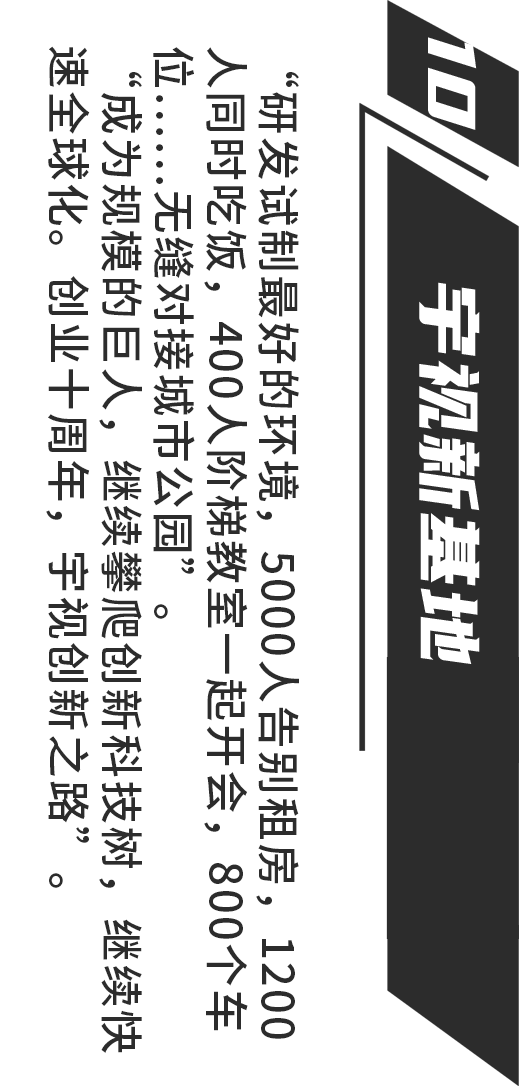 10
宇视新基地
“研发试制最好的环境，5000人告别租房，1200
人同时吃饭，400人阶梯教室一起开会，800个车
位……无缝对接城市公园”。
“成为规模的巨人，继续攀爬创新科技树，继续快
速全球化。创业十周年，宇视创新之路”。